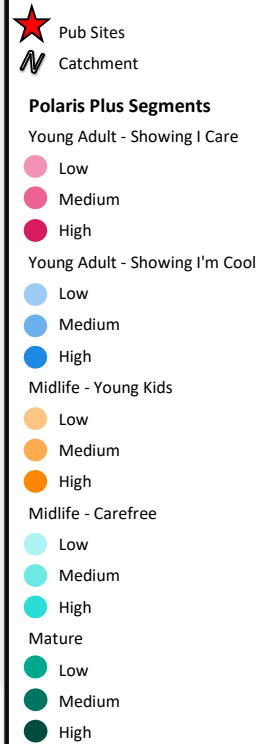 Pub Sites
Catchment
Polaris Plus Segments
Young Adult - Showing I Care
Low
Medium
High
Young Adult - Showing I'm Cool
Low
Medium
High
Midlife - Young Kids
Low
Medium
High
Midlife - Carefree
Low
Medium
High
Mature
Low
Medium
High